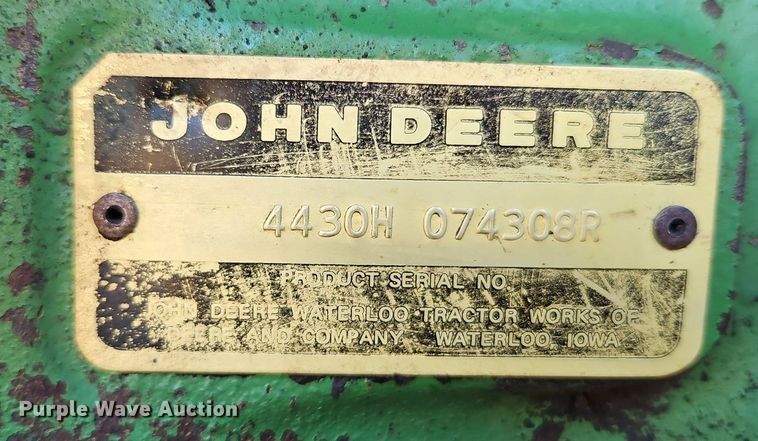 JOHN DEERE
4430H 074308R
PRODUCT SERIAL NO.
JOHN DEERE WATERLOO TRACTOR WORKS OF
DEERE AND COMPANY WATERLOO, IOWA
Purple Wave Auction